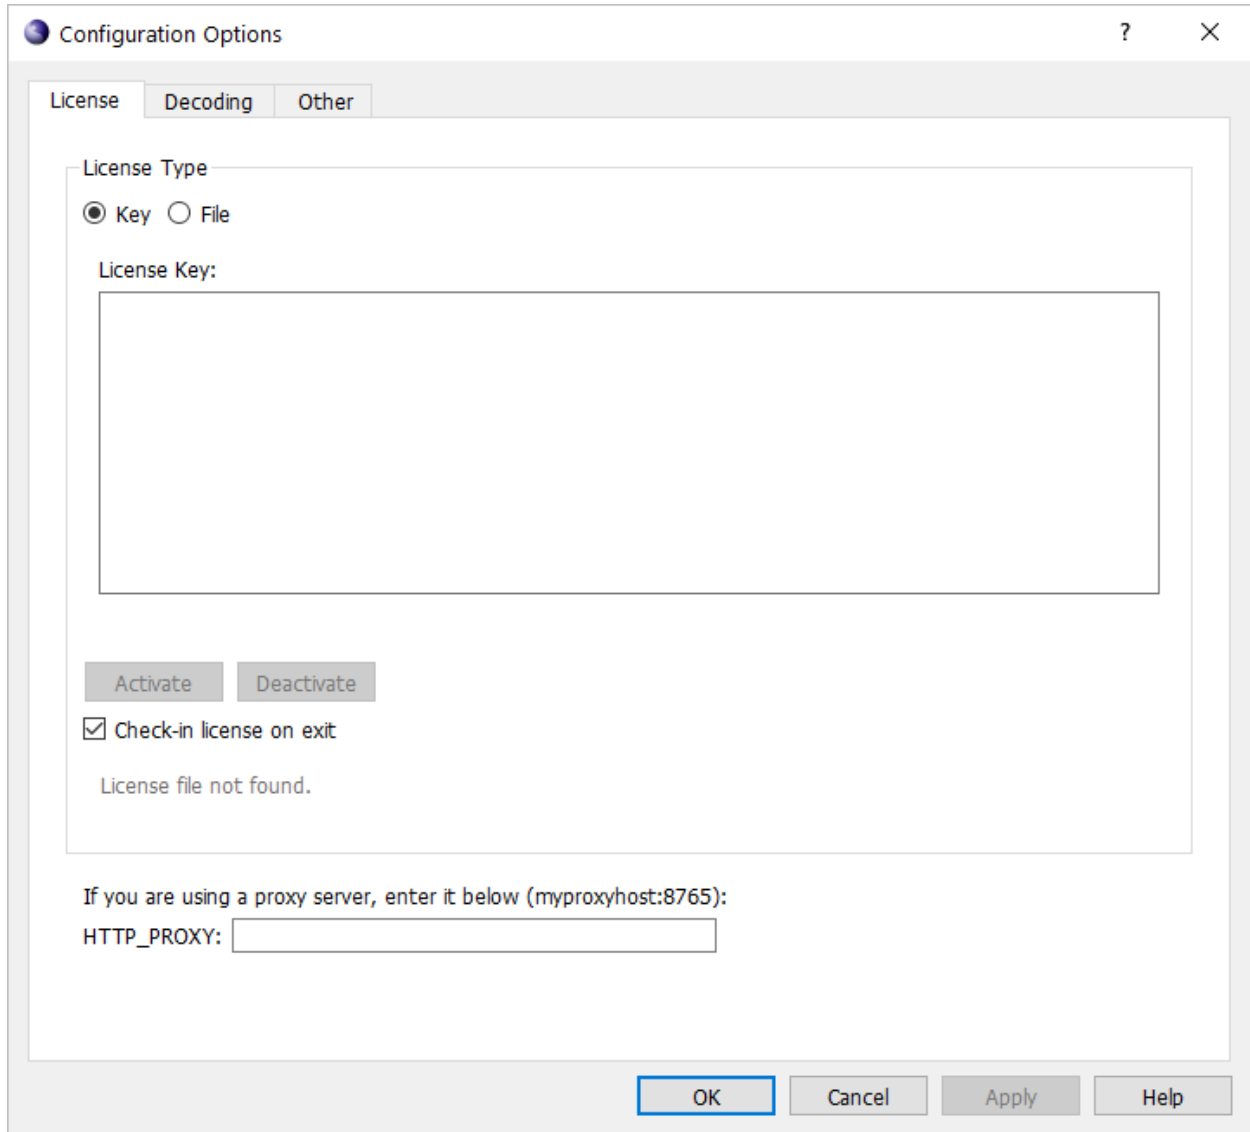 Configuration Options ?
License Decoding Other
License Type
Key File
License Key:
Activate Deactivate
Check-in license on exit
License file not found.
If you are using a proxy server, enter it below (myproxyhost:8765):
HTTP_PROXY:
OK Cancel Apply Help